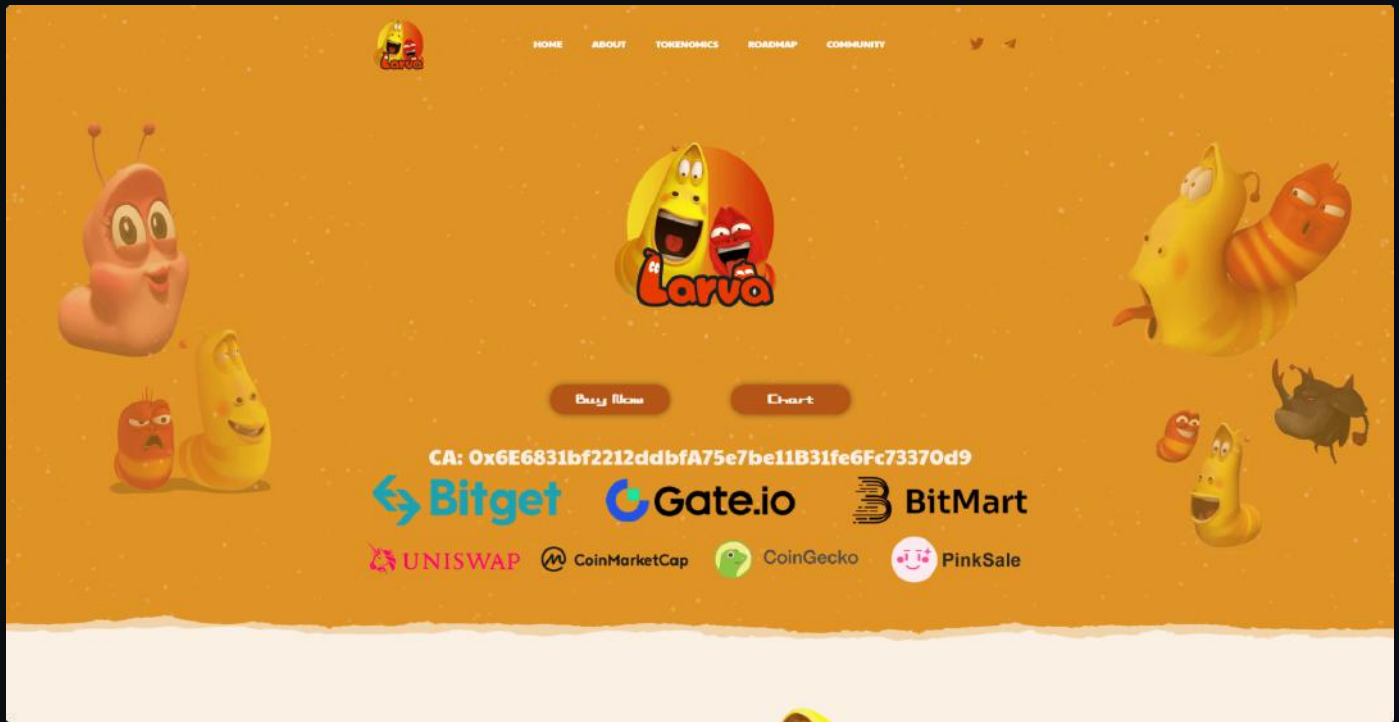 Larva
HOME ABOUT TOKENOMICS ROADMAP COMMUNITY
Larva
Buy Now Chart
CA: 0x6E6831bf2212ddbfA75e7be11B31fe6Fc73370d9
Bitget Gate.io BitMart
UNISWAP CoinMarketCap CoinGecko PinkSale